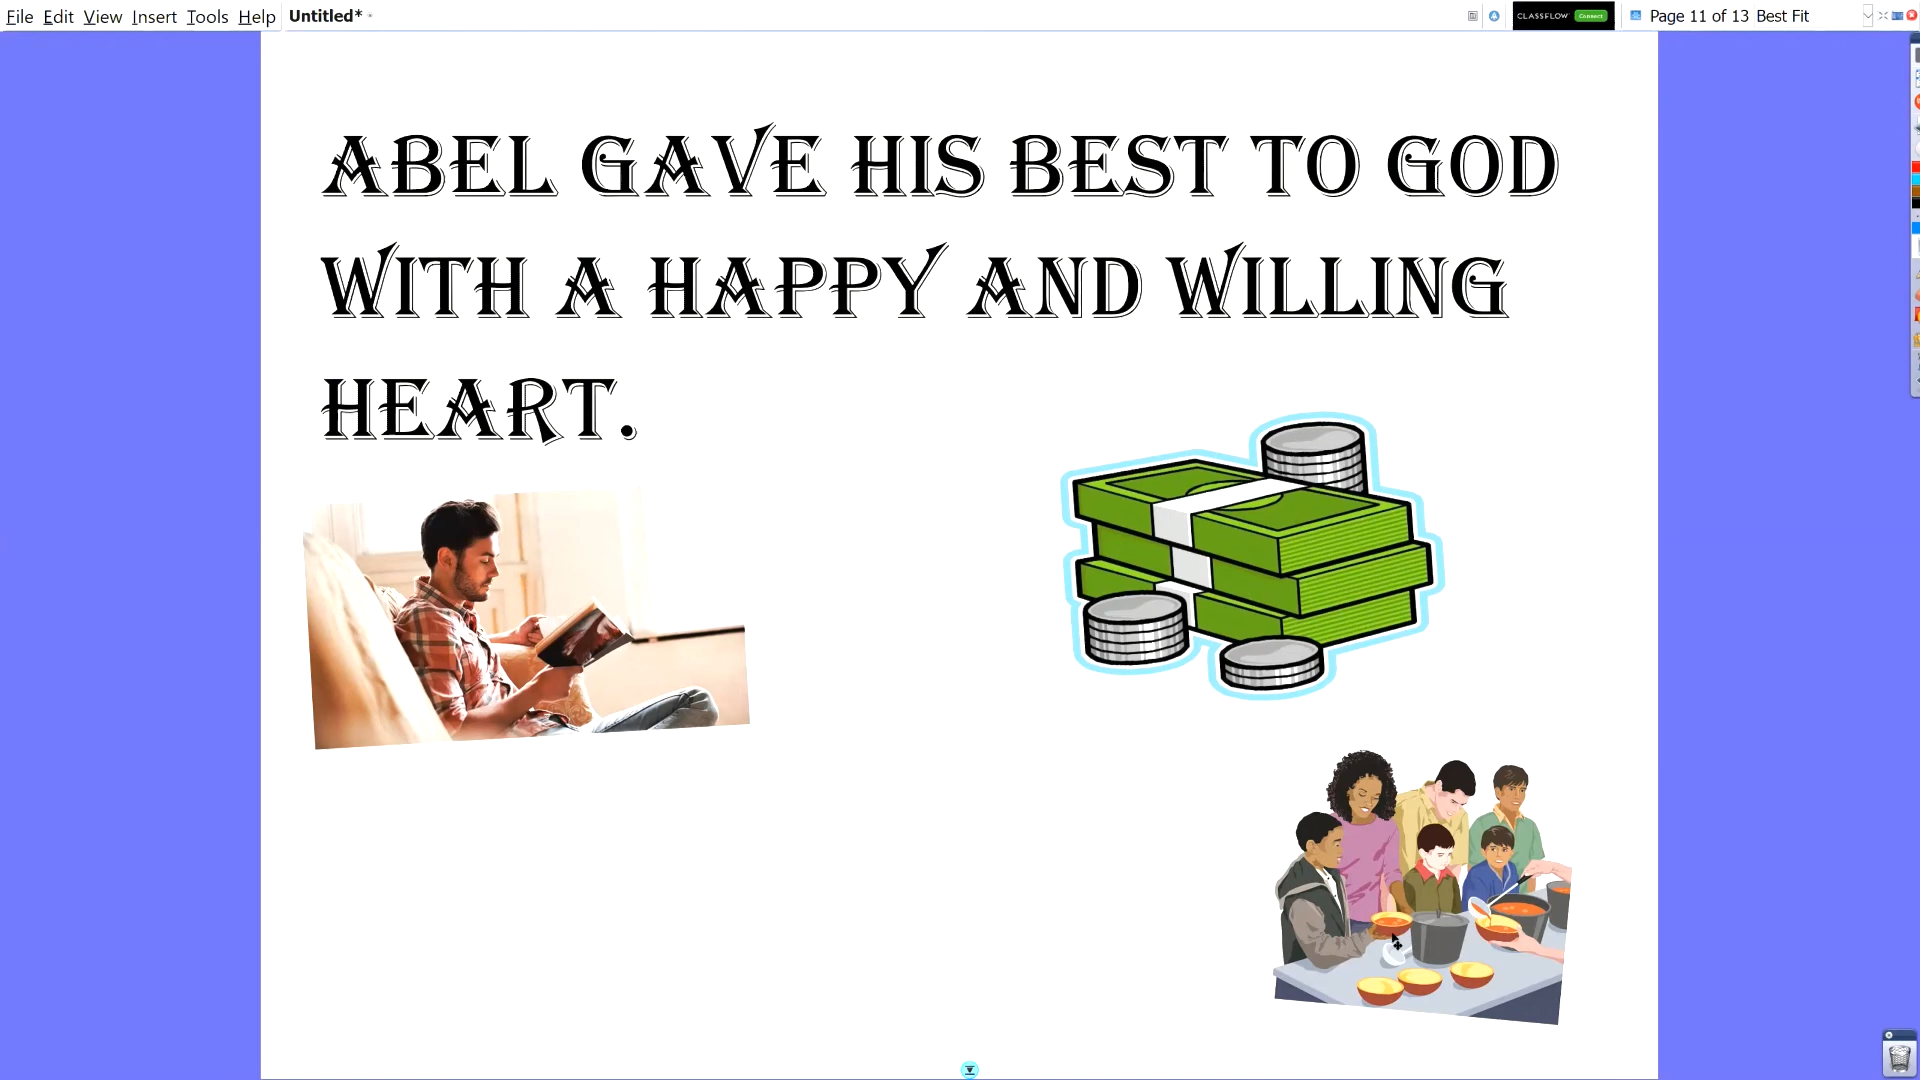 File Edit View Insert Tools Help Untitled*
CLASSFLOW Connect
Page 11 of 13 Best Fit
ABEL GAVE HIS BEST TO GOD
WITH A HAPPY AND WILLING
HEART.